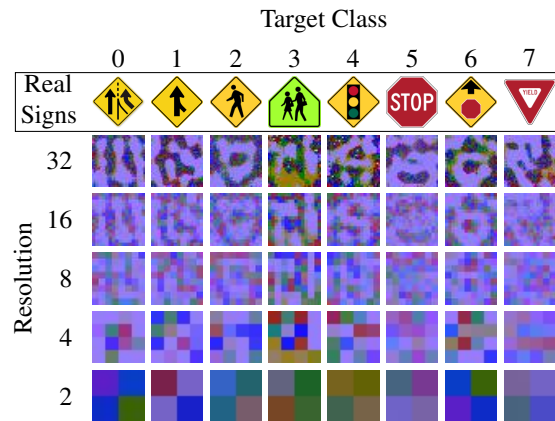 Target Class
0 1 2 3 4 5 6 7
Real
Signs
STOP
YIELD
32
16
8
4
2
Resolution